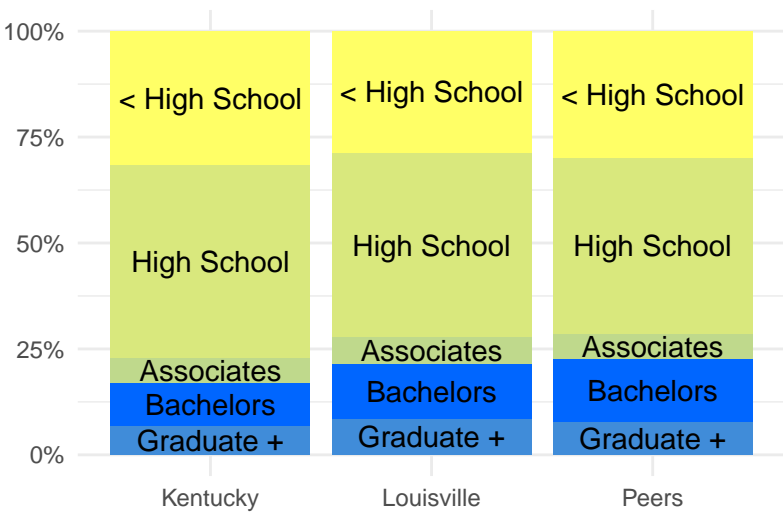 100%
75%
50%
25%
0%
< High School
High School
Associates
Bachelors
Graduate +
< High School
High School
Associates
Bachelors
Graduate +
< High School
High School
Associates
Bachelors
Graduate +
Kentucky
Louisville
Peers